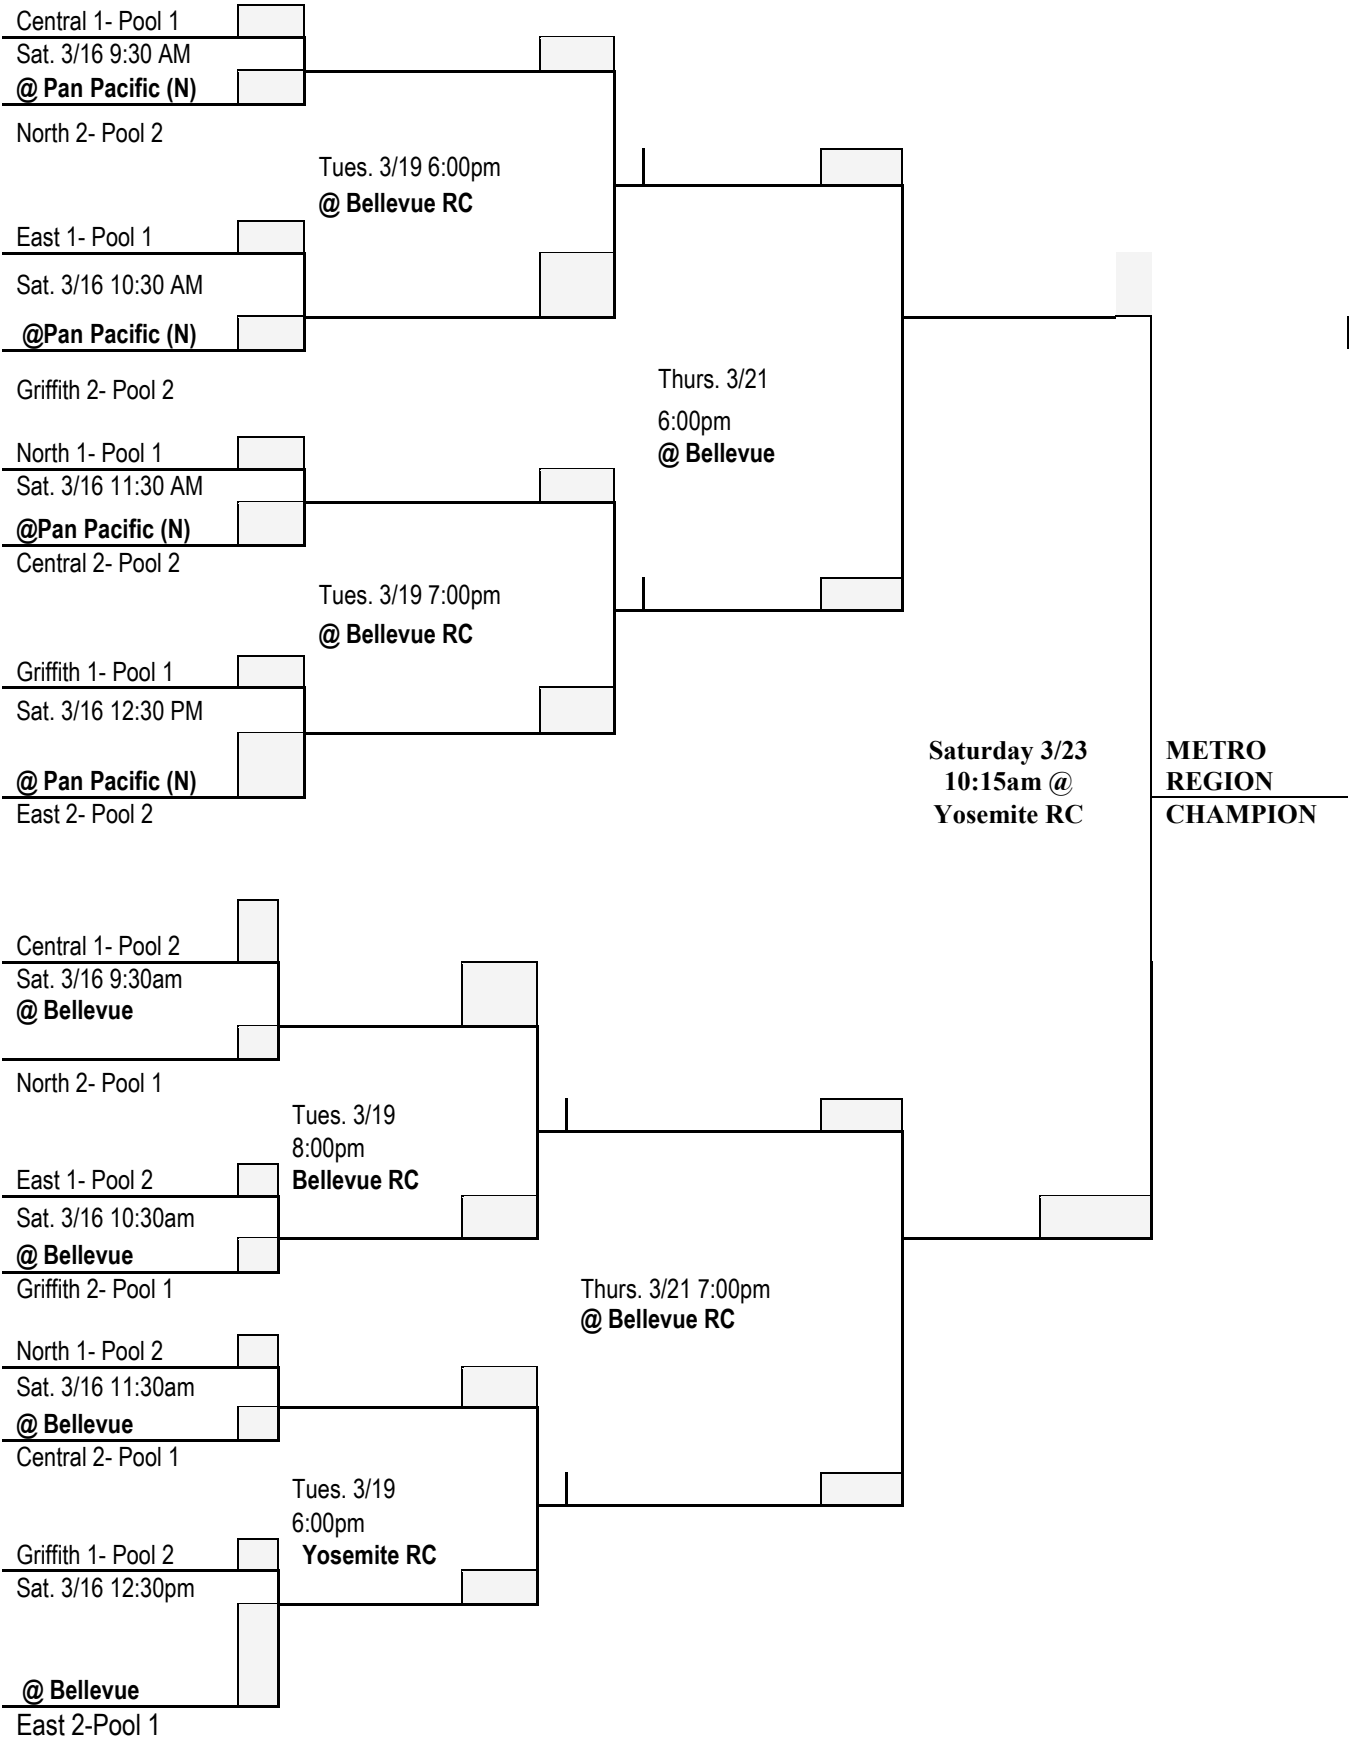 Central 1- Pool 1
Sat. 3/16 9:30 AM
@ Pan Pacific (N)
North 2- Pool 2
Tues. 3/19 6:00pm
@ Bellevue RC
East 1- Pool 1
Sat. 3/16 10:30 AM
@Pan Pacific (N)
Griffith 2- Pool 2
Thurs. 3/21
6:00pm
@ Bellevue
North 1- Pool 1
Sat. 3/16 11:30 AM
@Pan Pacific (N)
Central 2- Pool 2
Tues. 3/19 7:00pm
@ Bellevue RC
Griffith 1- Pool 1
Sat. 3/16 12:30 PM
@ Pan Pacific (N)
East 2- Pool 2
Saturday 3/23
10:15am @
Yosemite RC
METRO
REGION
CHAMPION
Central 1- Pool 2
Sat. 3/16 9:30am
@ Bellevue
North 2- Pool 1
Tues. 3/19
8:00pm
Bellevue RC
East 1- Pool 2
Sat. 3/16 10:30am
@ Bellevue
Griffith 2- Pool 1
Thurs. 3/21 7:00pm
@ Bellevue RC
North 1- Pool 2
Sat. 3/16 11:30am
@ Bellevue
Central 2- Pool 1
Tues. 3/19
6:00pm
Yosemite RC
Griffith 1- Pool 2
Sat. 3/16 12:30pm
@ Bellevue
East 2-Pool 1